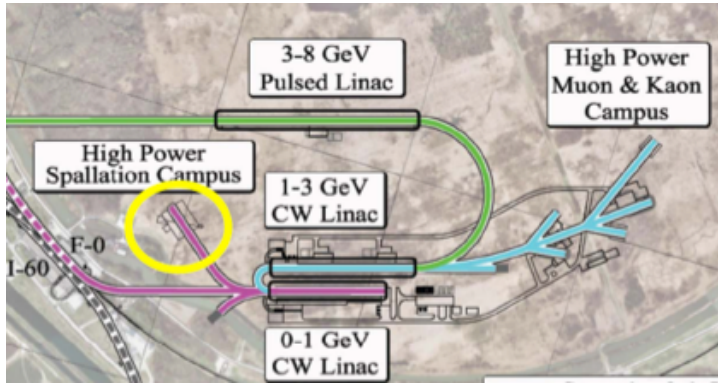 3-8 GeV
Pulsed Linac
High Power
Muon & Kaon
Campus
High Power
Spallation Campus
1-3 GeV
CW Linac
F-0
I-60
0-1 GeV
CW Linac